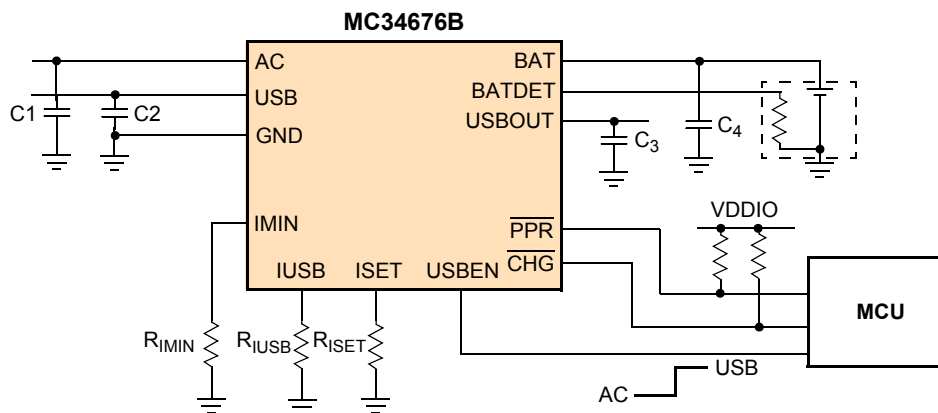 MC34676B
AC
BAT
USB
BATDET
C1
C2
USBOUT
GND
C3
C4
IMIN
PPR
VDDIO
CHG
IUSB
ISET
USBEN
MCU
RIMIN
RIUSB
RISET
USB
AC